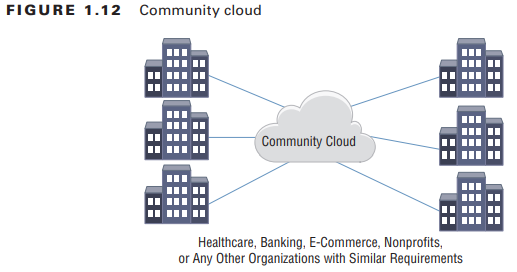 FIGURE 1.12 Community cloud
Community Cloud
Healthcare, Banking, E-Commerce, Nonprofits,
or Any Other Organizations with Similar Requirements